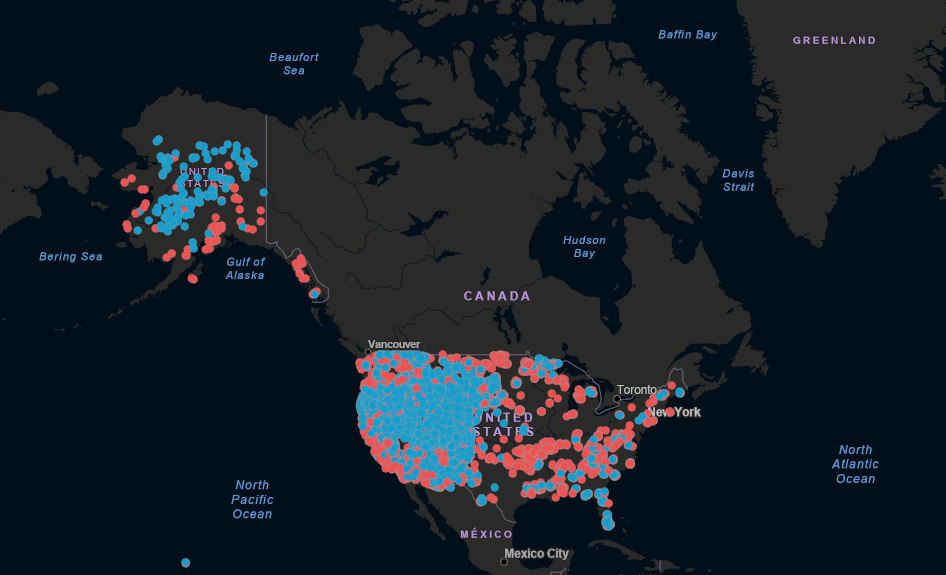 Baffin Bay
GREENLAND
Beaufort
Sea
UNITED
STATES
Davis
Strait
Bering Sea
Gulf of
Alaska
Hudson
Bay
CANADA
Vancouver
Toronto
New York
UNITED
STATES
North
Atlantic
Ocean
North
Pacific
Ocean
MÉXICO
Mexico City